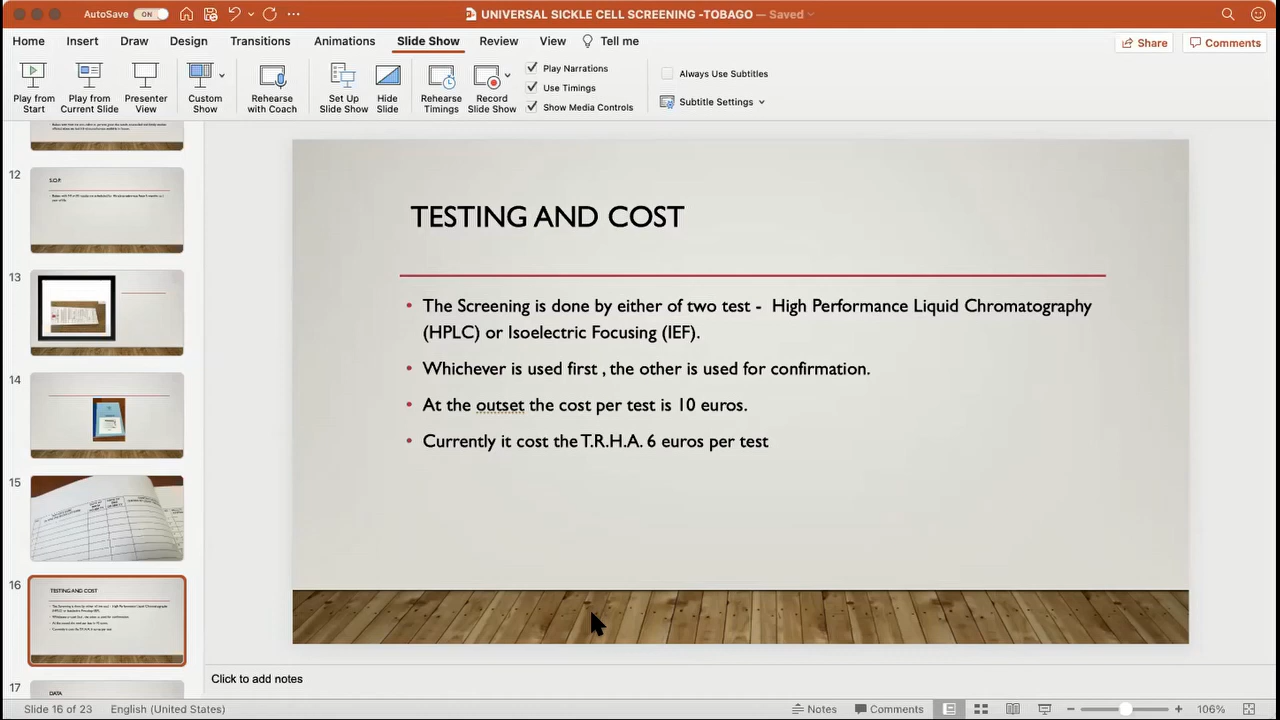 AutoSave ON
UNIVERSAL SICKLE CELL SCREENING -TOBAGO — Saved
Home Insert Draw Design Transitions Animations Slide Show Review View Tell me
Share Comments
Play from Start
Play from Current Slide
Presenter View
Custom Show
Rehearse with Coach
Set Up Slide Show
Hide Slide
Rehearse Timings
Record Slide Show
Play Narrations
Use Timings
Show Media Controls
Always Use Subtitles
Subtitle Settings
12
S.O.P.
13
14
15
16
TESTING AND COST
17
DATA
TESTING AND COST
• The Screening is done by either of two test - High Performance Liquid Chromatography
(HPLC) or Isoelectric Focusing (IEF).
• Whichever is used first , the other is used for confirmation.
• At the outset the cost per test is 10 euros.
• Currently it cost the T.R.H.A. 6 euros per test
Click to add notes
Slide 16 of 23 English (United States)
Notes Comments 106%